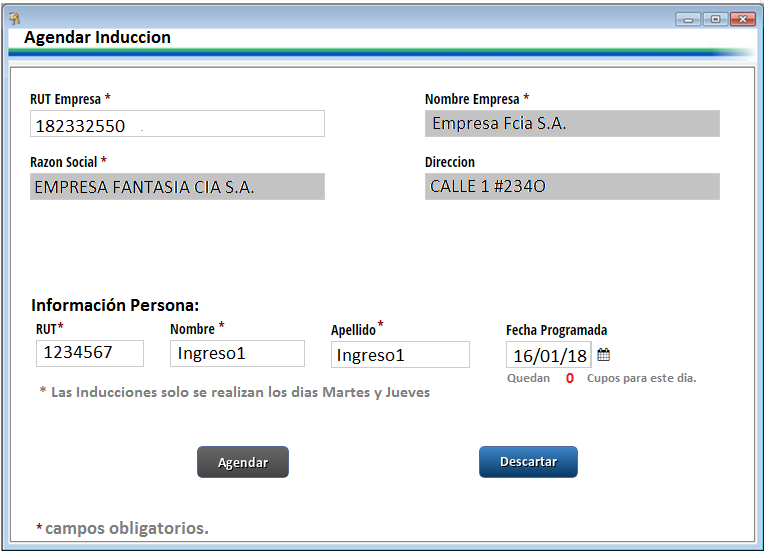 Agendar Induccion
RUT Empresa *
Nombre Empresa *
182332550
Empresa Fcia S.A.
Razon Social *
Direccion
EMPRESA FANTASIA CIA S.A.
CALLE 1 #234O
Información Persona:
RUT*
Nombre *
Apellido *
Fecha Programada
1234567
Ingreso1
Ingreso1
16/01/18
Quedan 0 Cupos para este dia.
* Las Inducciones solo se realizan los dias Martes y Jueves
Agendar
Descartar
* campos obligatorios.